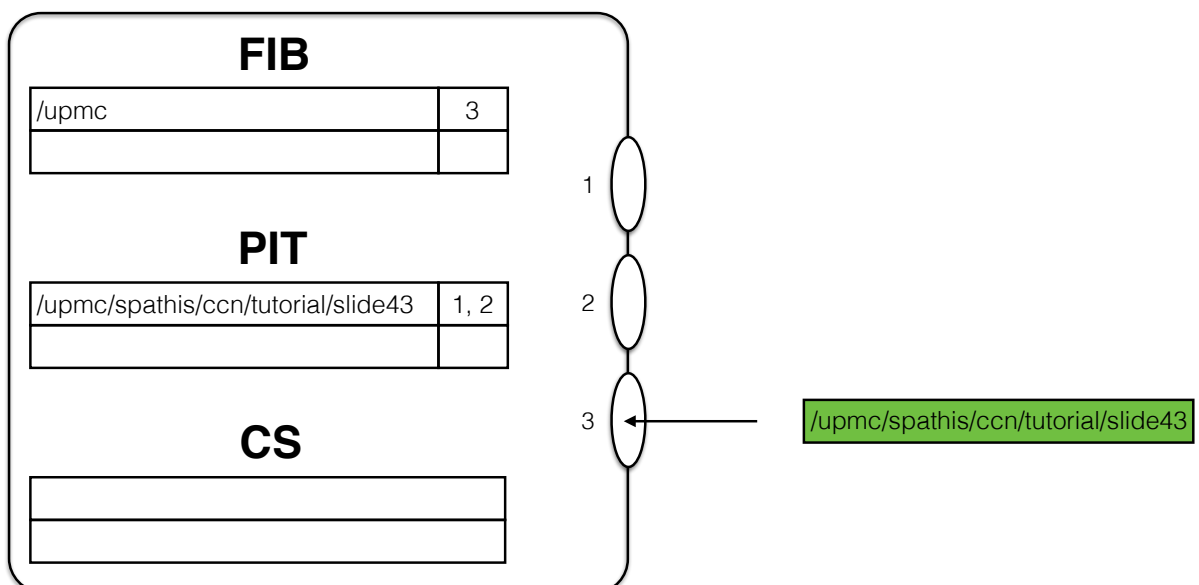 FIB
/upmc 3
1
PIT
/upmc/spathis/ccn/tutorial/slide43 1, 2
2
3
/upmc/spathis/ccn/tutorial/slide43
CS